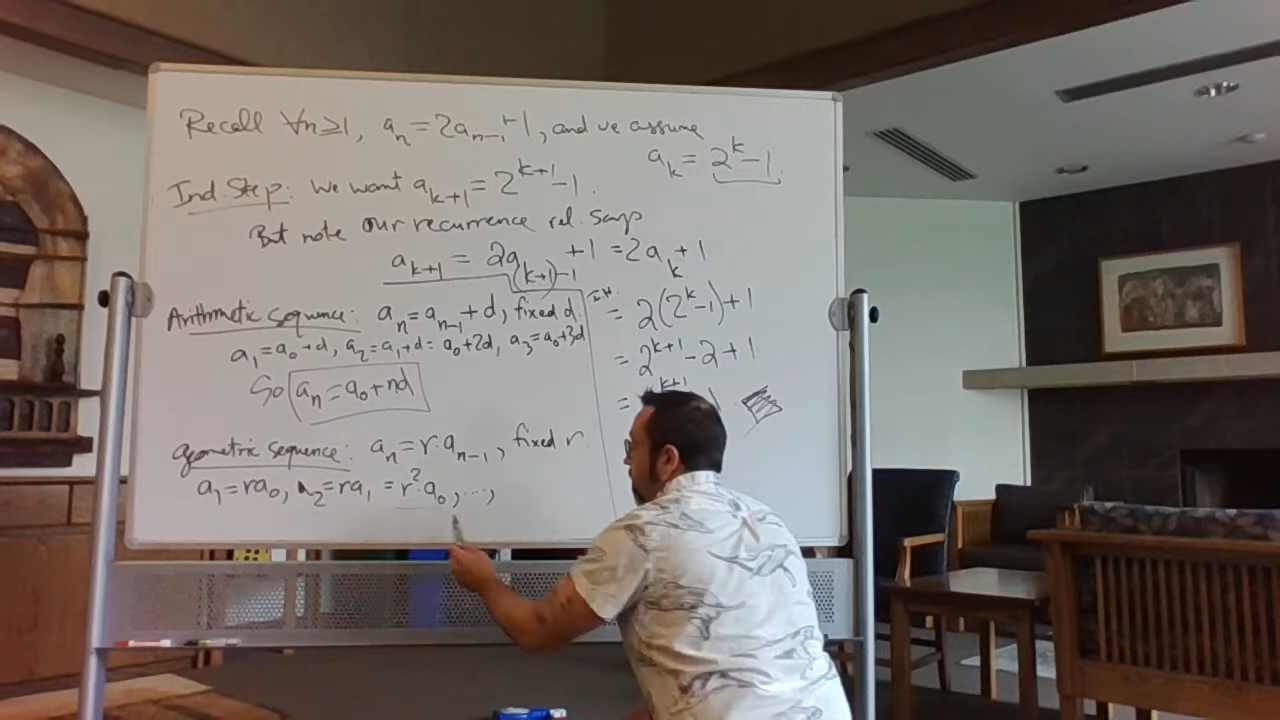 Recall ∀n≥1, aₙ = 2aₙ₋₁+1, and we assume
aₖ = 2ᵏ-1.
Ind. Step: We want aₖ₊₁ = 2ᵏ⁺¹-1.
But note our recurrence rel. says
aₖ₊₁ = 2a₍ₖ₊₁₎₋₁ +1 = 2aₖ+1
I.H. = 2(2ᵏ-1)+1
= 2ᵏ⁺¹-2+1
=
Arithmetic sequence: aₙ = aₙ₋₁+d, fixed d.
a₁=a₀+d, a₂=a₁+d= a₀+2d, a₃=a₀+3d
So aₙ = a₀+nd
Geometric sequence: aₙ = r·aₙ₋₁, fixed r.
a₁=ra₀, a₂=ra₁ = r²·a₀, ...,